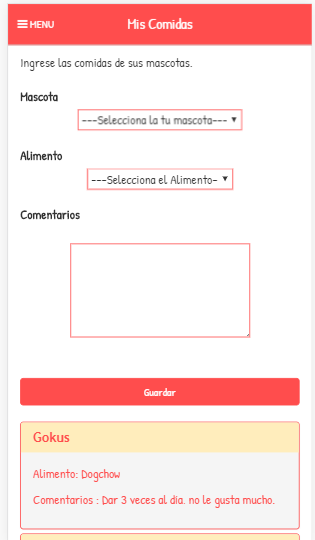 MENU
Mis Comidas
Ingrese las comidas de sus mascotas.
Mascota
---Selecciona la tu mascota---
Alimento
---Selecciona el Alimento-
Comentarios
Guardar
Gokus
Alimento: Dogchow
Comentarios : Dar 3 veces al dia. no le gusta mucho.